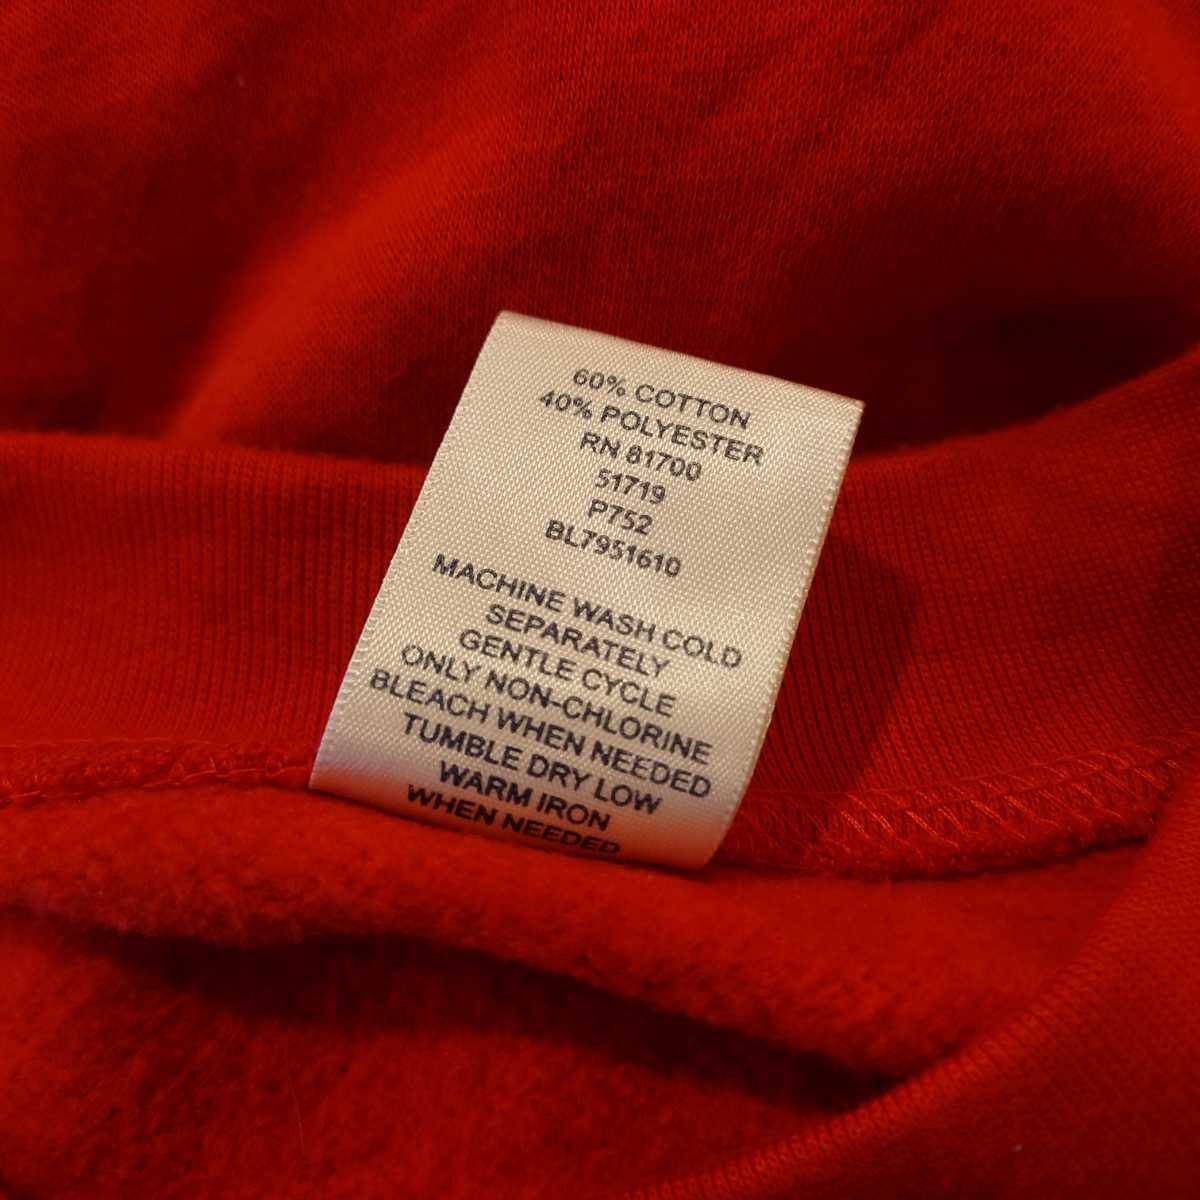 60% COTTON
40% POLYESTER
RN 81700
51719
P752
BL7951610
MACHINE WASH COLD
SEPARATELY
GENTLE CYCLE
ONLY NON-CHLORINE
BLEACH WHEN NEEDED
TUMBLE DRY LOW
WARM IRON
WHEN NEEDED